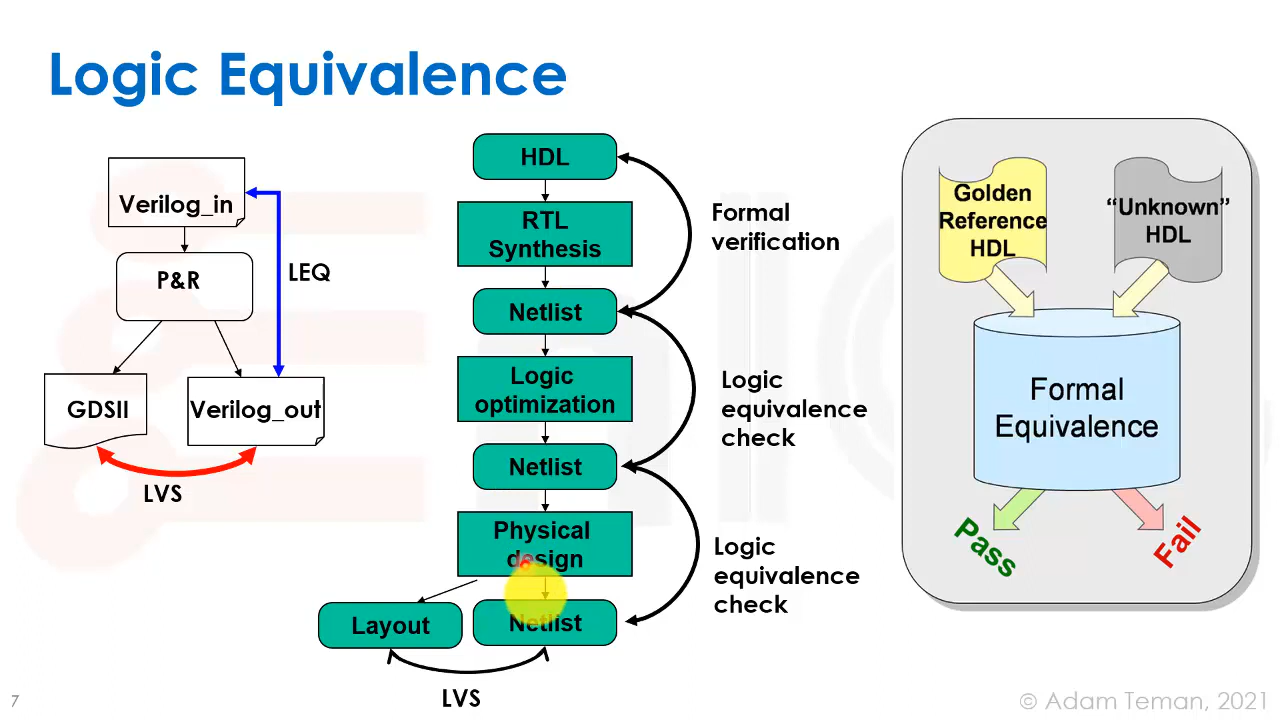 Logic Equivalence
Verilog_in
P&R
LEQ
GDSII
Verilog_out
LVS
HDL
RTL
Synthesis
Netlist
Logic
optimization
Netlist
Physical
design
Layout
Netlist
LVS
Formal
verification
Logic
equivalence
check
Logic
equivalence
check
Golden
Reference
HDL
“Unknown”
HDL
Formal
Equivalence
Pass
Fail
7
© Adam Teman, 2021